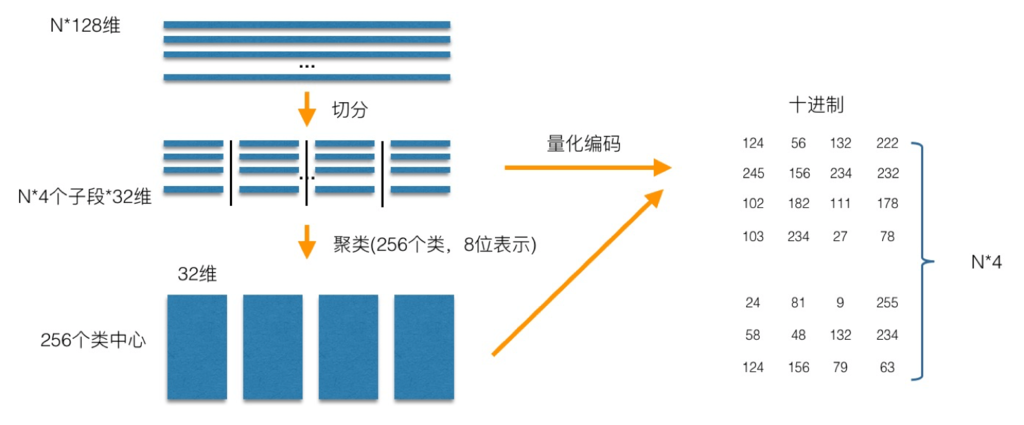 N*128维
...
切分
N*4个子段*32维
...
聚类(256个类，8位表示)
32维
256个类中心
量化编码
十进制
124 56 132 222
245 156 234 232
102 182 111 178
103 234 27 78
24 81 9 255
58 48 132 234
124 156 79 63
N*4